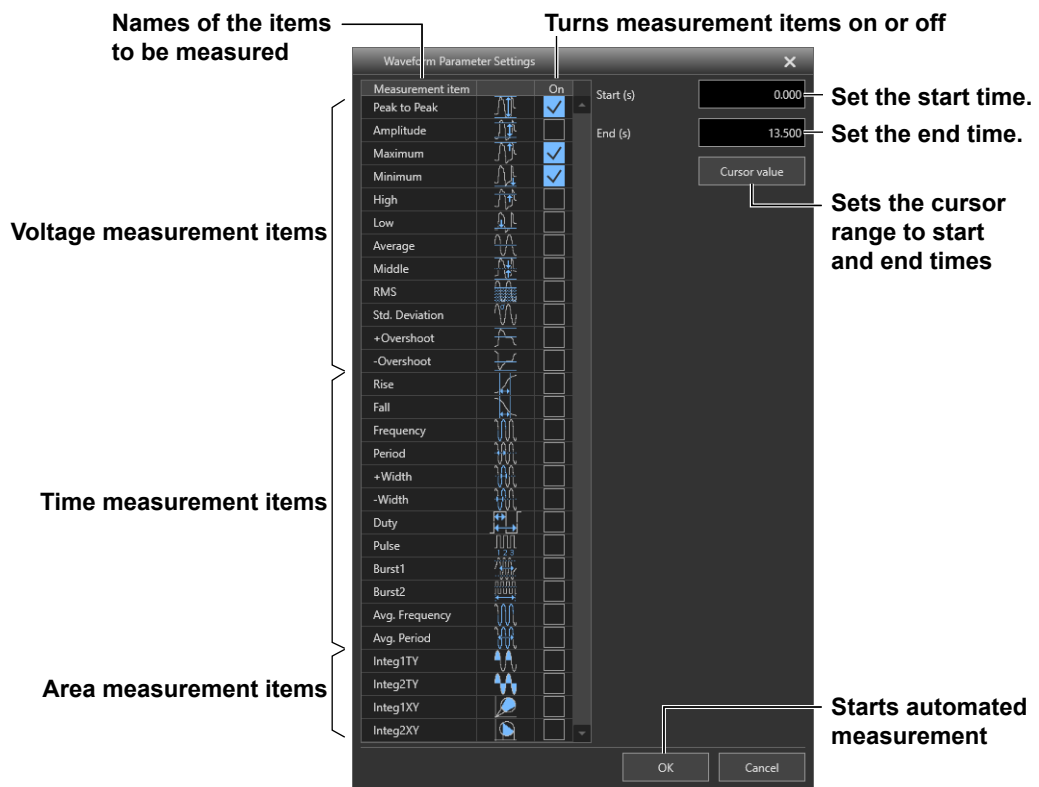 Names of the items
to be measured
Turns measurement items on or off
Waveform Parameter Settings
Measurement item On
Peak to Peak
Amplitude
Maximum
Minimum
High
Low
Average
Middle
RMS
Std. Deviation
+Overshoot
-Overshoot
Rise
Fall
Frequency
Period
+Width
-Width
Duty
Pulse
1 2 3
Burst1
Burst2
Avg. Frequency
Avg. Period
Integ1TY
Integ2TY
Integ1XY
Integ2XY
Start (s) 0.000
End (s) 13.500
Cursor value
Set the start time.
Set the end time.
Sets the cursor
range to start
and end times
Voltage measurement items
Time measurement items
Area measurement items
Starts automated
measurement
OK Cancel